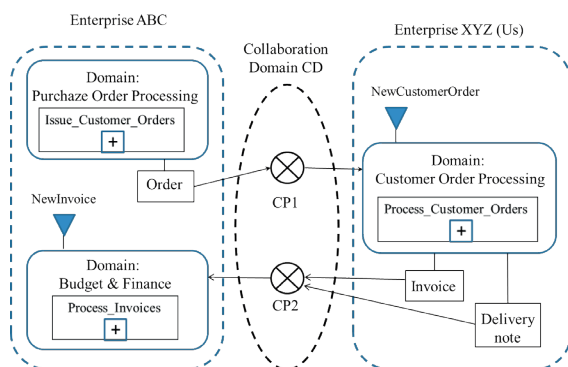 Enterprise ABC
Collaboration
Domain CD
Enterprise XYZ (Us)
Domain:
Purchaze Order Processing
Issue_Customer_Orders
+
Order
NewInvoice
Domain:
Budget & Finance
Process_Invoices
+
CP1
CP2
NewCustomerOrder
Domain:
Customer Order Processing
Process_Customer_Orders
+
Invoice
Delivery
note